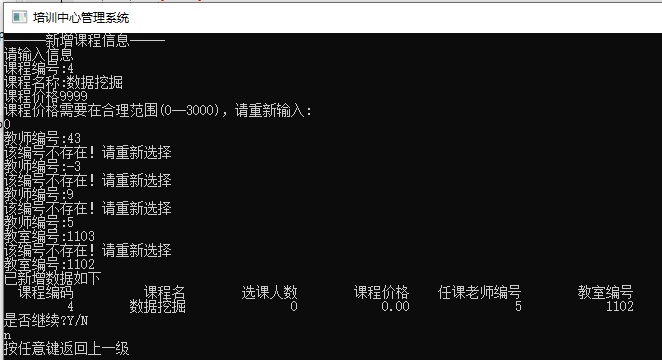 培训中心管理系统
———新增课程信息———
请输入信息
课程编号:4
课程名称:数据挖掘
课程价格9999
课程价格需要在合理范围(0—3000), 请重新输入:
0
教师编号:43
该编号不存在! 请重新选择
教师编号:-3
该编号不存在! 请重新选择
教师编号:9
该编号不存在! 请重新选择
教师编号:5
教室编号:1103
该编号不存在! 请重新选择
教室编号:1102
已新增数据如下
课程编码 课程名 选课人数 课程价格 任课老师编号 教室编号
4 数据挖掘 0 0.00 5 1102
是否继续?Y/N
n
按任意键返回上一级